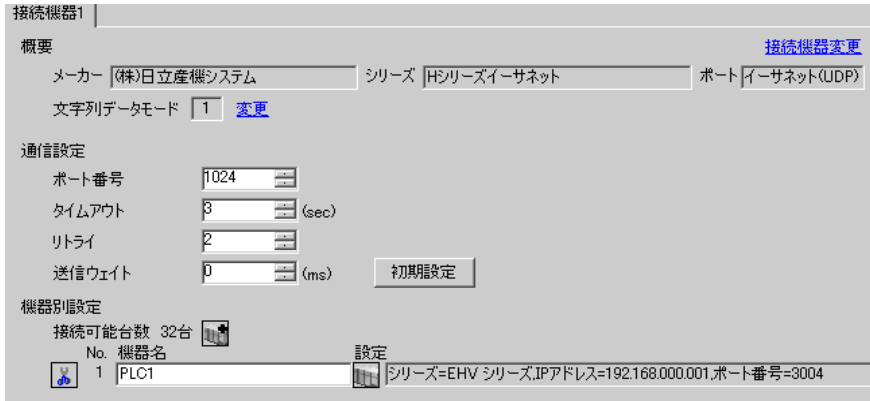 接続機器1
概要 接続機器変更
メーカー (株)日立産機システム シリーズ Hシリーズイーサネット ポート イーサネット(UDP)
文字列データモード 1 変更
通信設定
ポート番号 1024
タイムアウト 3 (sec)
リトライ 2
送信ウェイト 0 (ms) 初期設定
機器別設定
接続可能台数 32台
No. 機器名 設定
1 PLC1 シリーズ=EHV シリーズ,IPアドレス=192.168.000.001,ポート番号=3004